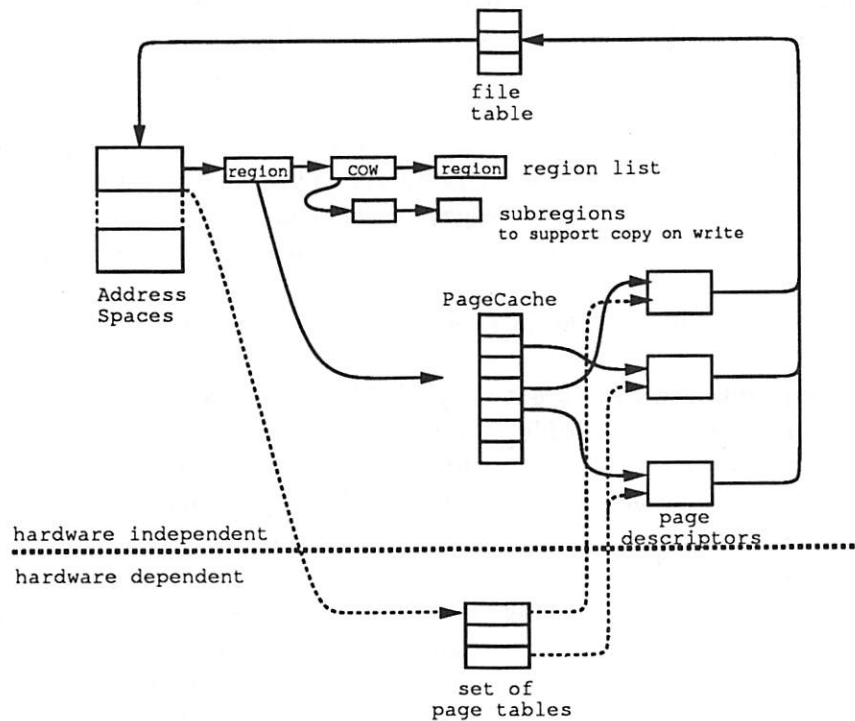 file
table
region
COW
region
region list
subregions
to support copy on write
Address
Spaces
PageCache
page
descriptors
hardware independent
hardware dependent
set of
page tables